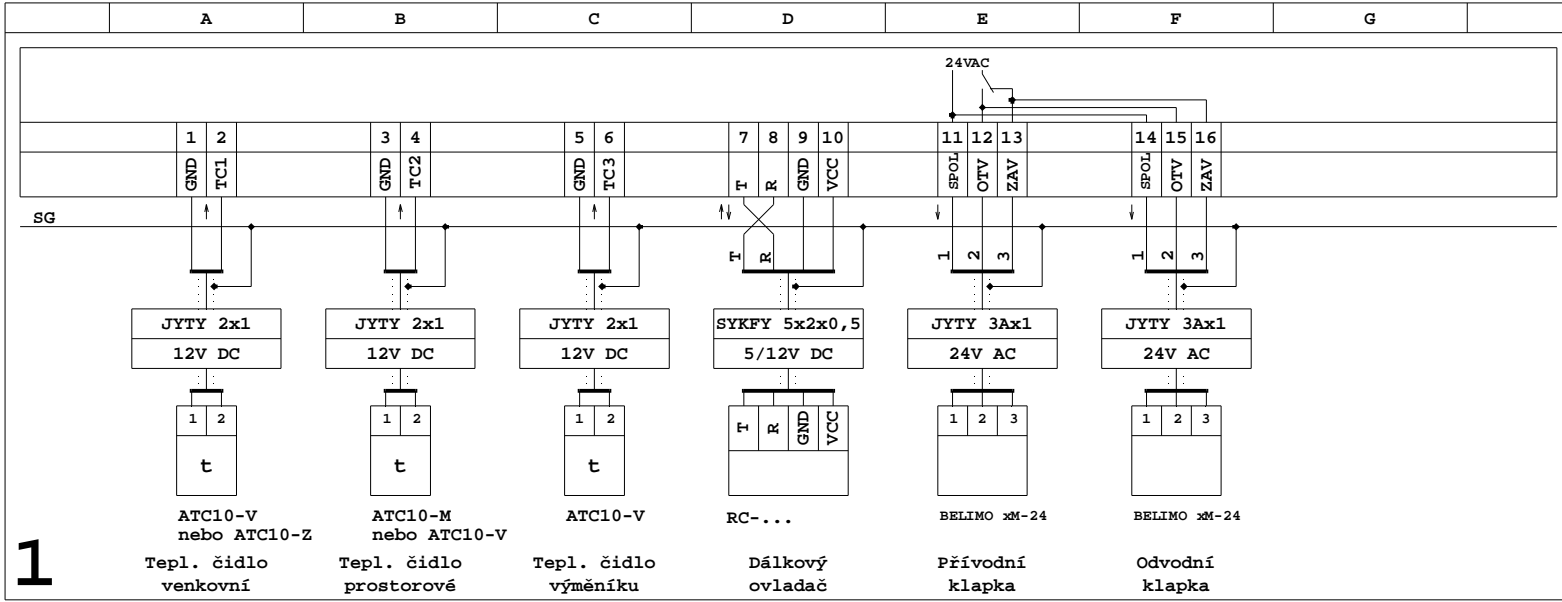 A B C D E F G
24VAC
1 2 3 4 5 6 7 8 9 10 11 12 13 14 15 16
GND TC1 GND TC2 GND TC3 T R GND VCC SPOL OTV ZAV SPOL OTV ZAV
SG
T R 1 2 3 1 2 3
JYTY 2x1 JYTY 2x1 JYTY 2x1 SYKFY 5x2x0,5 JYTY 3Ax1 JYTY 3Ax1
12V DC 12V DC 12V DC 5/12V DC 24V AC 24V AC
1 2 1 2 1 2 T R GND VCC 1 2 3 1 2 3
t t t
ATC10-V ATC10-M ATC10-V RC-... BELIMO xM-24 BELIMO xM-24
nebo ATC10-Z nebo ATC10-V
1
Tepl. čidlo Tepl. čidlo Tepl. čidlo Dálkový Přívodní Odvodní
venkovní prostorové výměníku ovladač klapka klapka